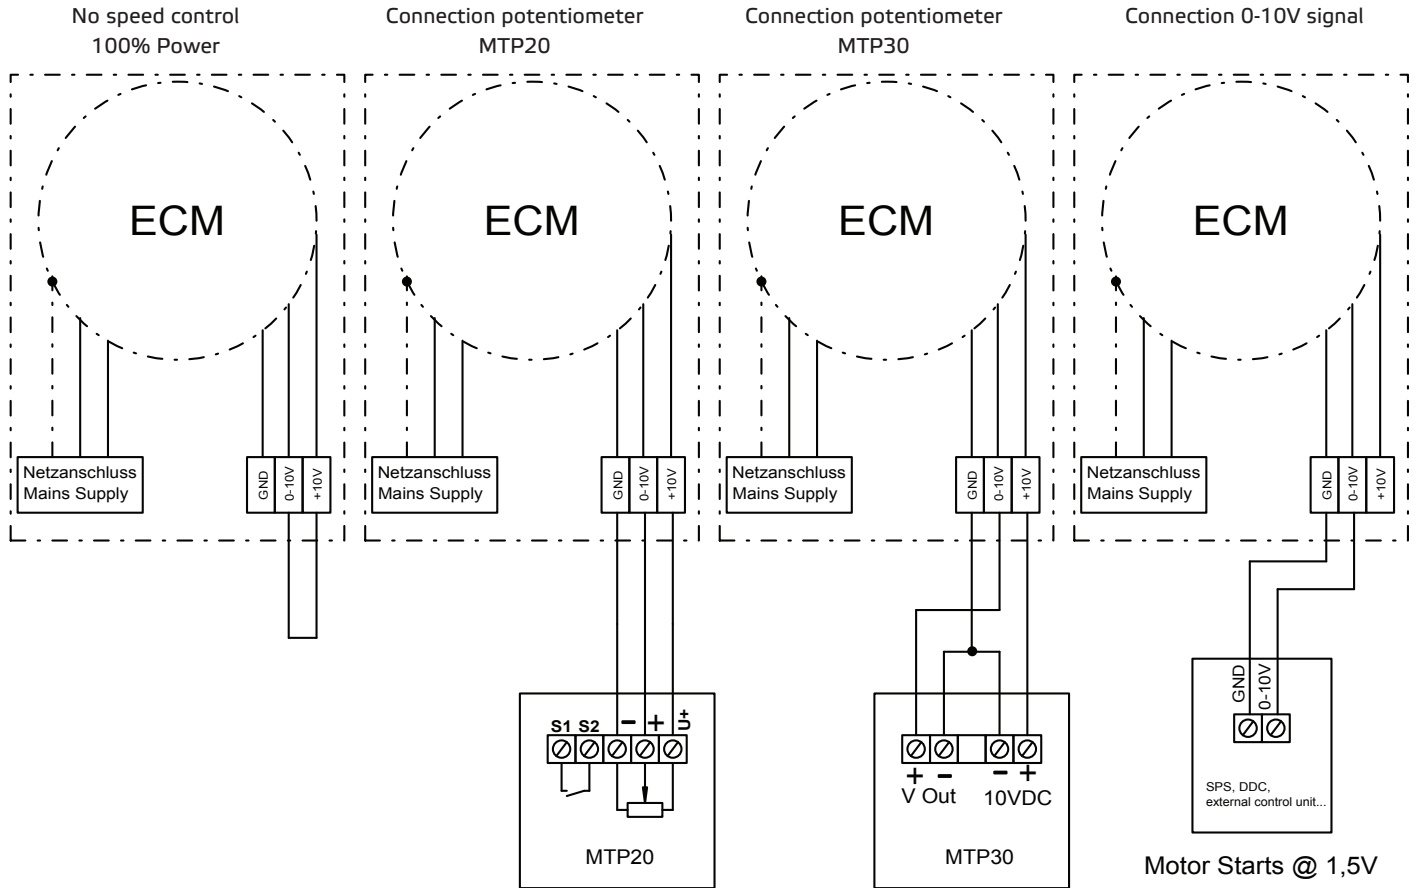 No speed control
100% Power
Connection potentiometer
MTP20
Connection potentiometer
MTP30
Connection 0-10V signal
ECM
ECM
ECM
ECM
Netzanschluss
Mains Supply
GND
0-10V
+10V
Netzanschluss
Mains Supply
GND
0-10V
+10V
Netzanschluss
Mains Supply
GND
0-10V
+10V
Netzanschluss
Mains Supply
GND
0-10V
+10V
S1 S2 − + U+
MTP20
+ − − +
V Out 10VDC
MTP30
GND
0-10V
SPS, DDC,
external control unit...
Motor Starts @ 1,5V